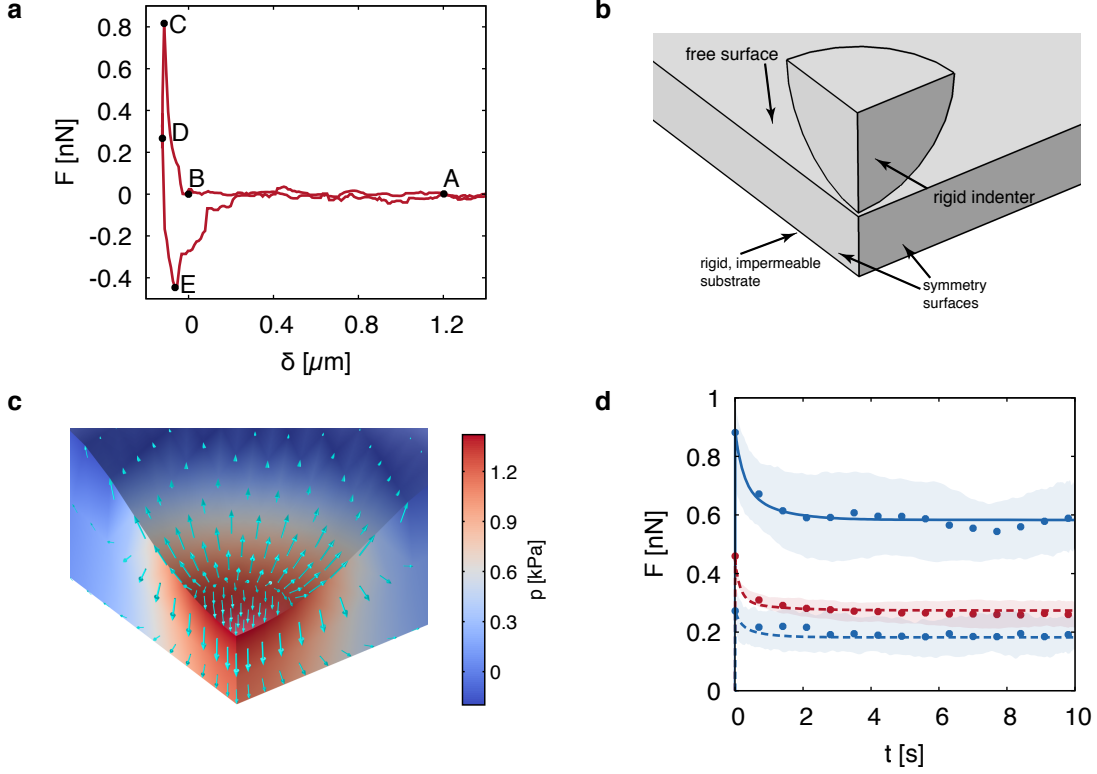 a
0.8
0.6
0.4
0.2
0
-0.2
-0.4
F [nN]
C
D
B
A
E
0
0.4
0.8
1.2
δ [μm]
b
free surface
rigid indenter
rigid, impermeable
substrate
symmetry
surfaces
c
1.2
0.9
0.6
0.3
0
p [kPa]
d
1
0.8
0.6
0.4
0.2
0
F [nN]
0
2
4
6
8
10
t [s]